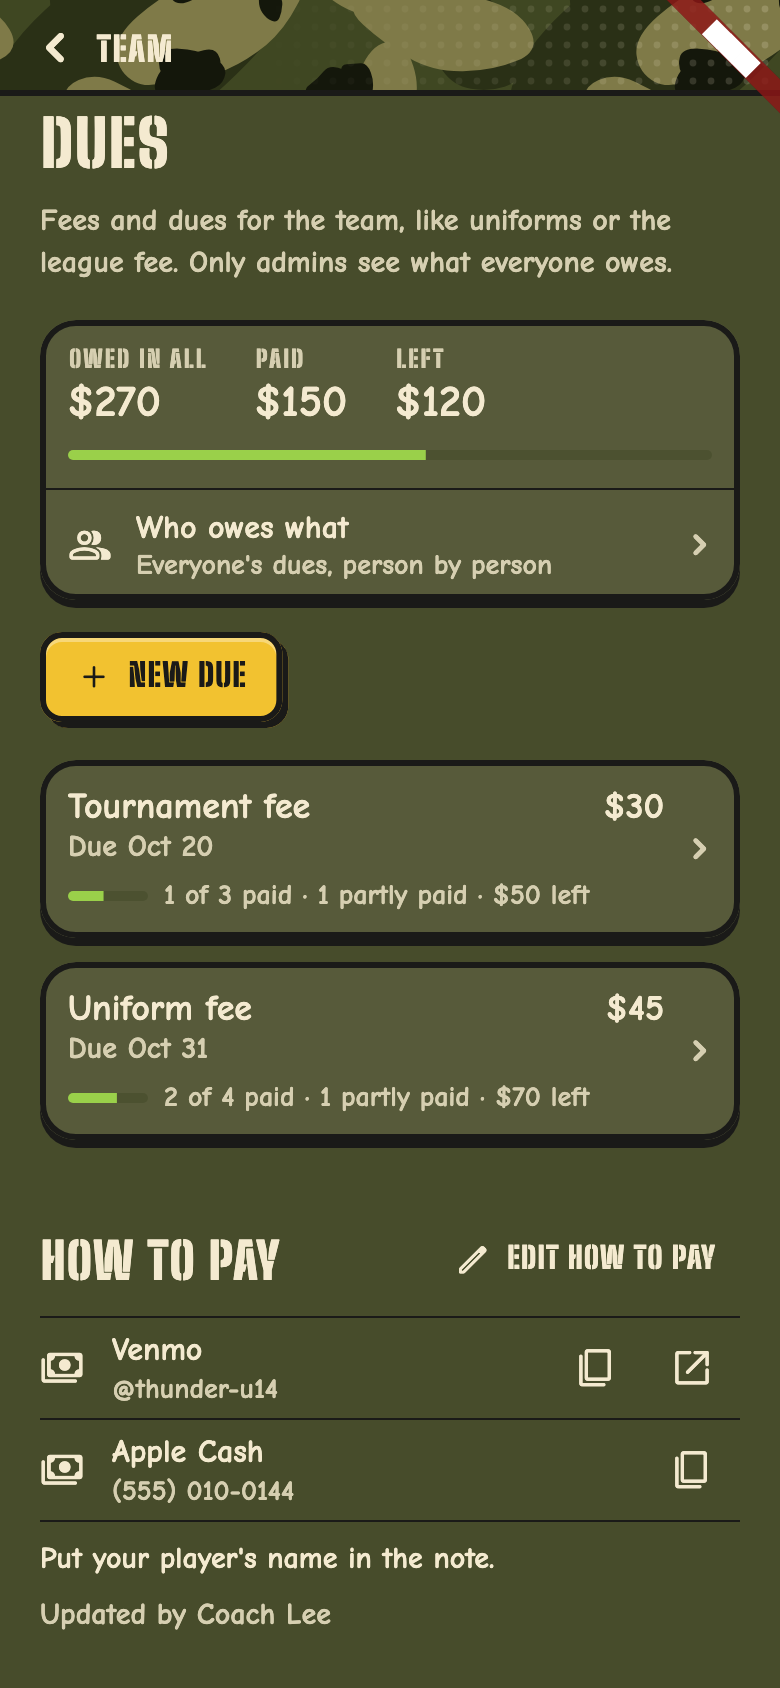 TEAM
DUES
Fees and dues for the team, like uniforms or the
league fee. Only admins see what everyone owes.
OWED IN ALL PAID LEFT
$270 $150 $120
Who owes what
Everyone's dues, person by person
+ NEW DUE
Tournament fee $30
Due Oct 20
1 of 3 paid · 1 partly paid · $50 left
Uniform fee $45
Due Oct 31
2 of 4 paid · 1 partly paid · $70 left
HOW TO PAY EDIT HOW TO PAY
Venmo
@thunder-u14
Apple Cash
(555) 010-0144
Put your player's name in the note.
Updated by Coach Lee